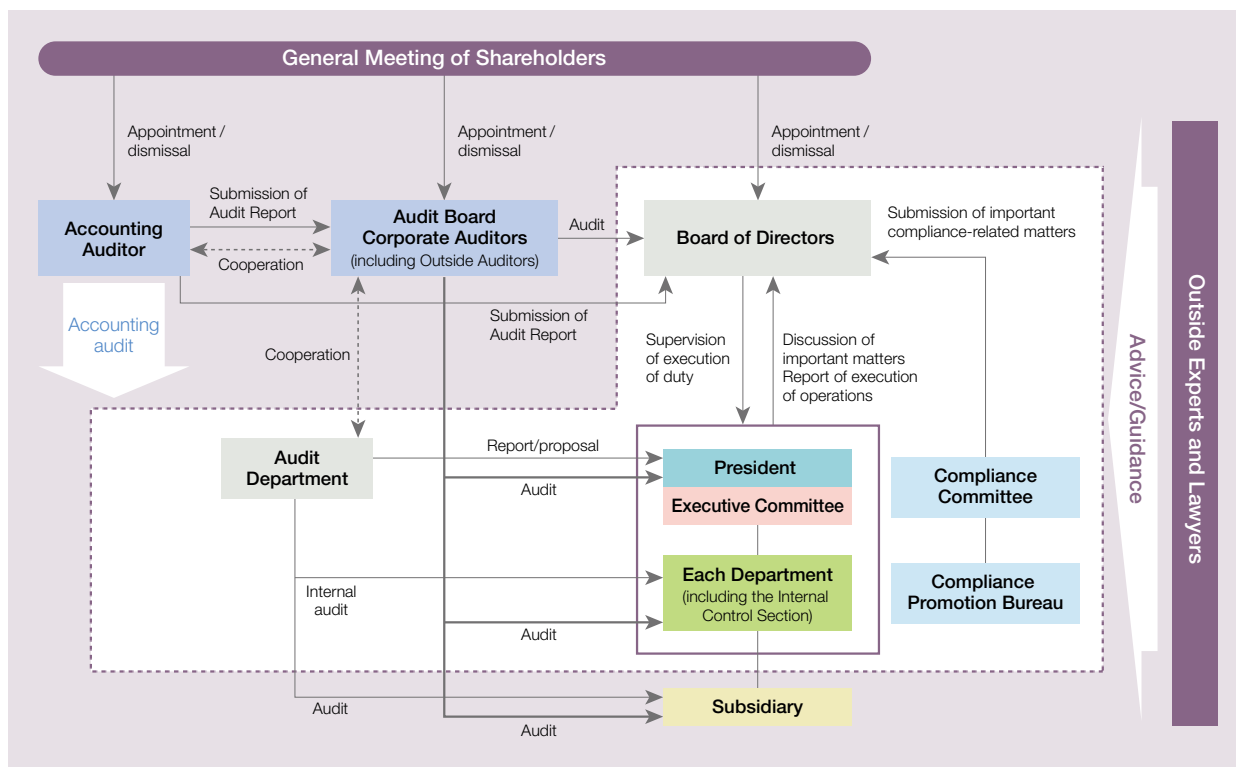 General Meeting of Shareholders
Appointment /
dismissal
Appointment /
dismissal
Appointment /
dismissal
Submission of
Audit Report
Accounting
Auditor
Cooperation
Audit Board
Corporate Auditors
(including Outside Auditors)
Audit
Board of Directors
Submission of important
compliance-related matters
Accounting
audit
Submission of
Audit Report
Cooperation
Supervision
of execution
of duty
Discussion of
important matters
Report of execution
of operations
Audit
Department
Report/proposal
Audit
President
Executive Committee
Compliance
Committee
Internal
audit
Each Department
(including the Internal
Control Section)
Audit
Compliance
Promotion Bureau
Audit
Audit
Subsidiary
Advice/Guidance
Outside Experts and Lawyers